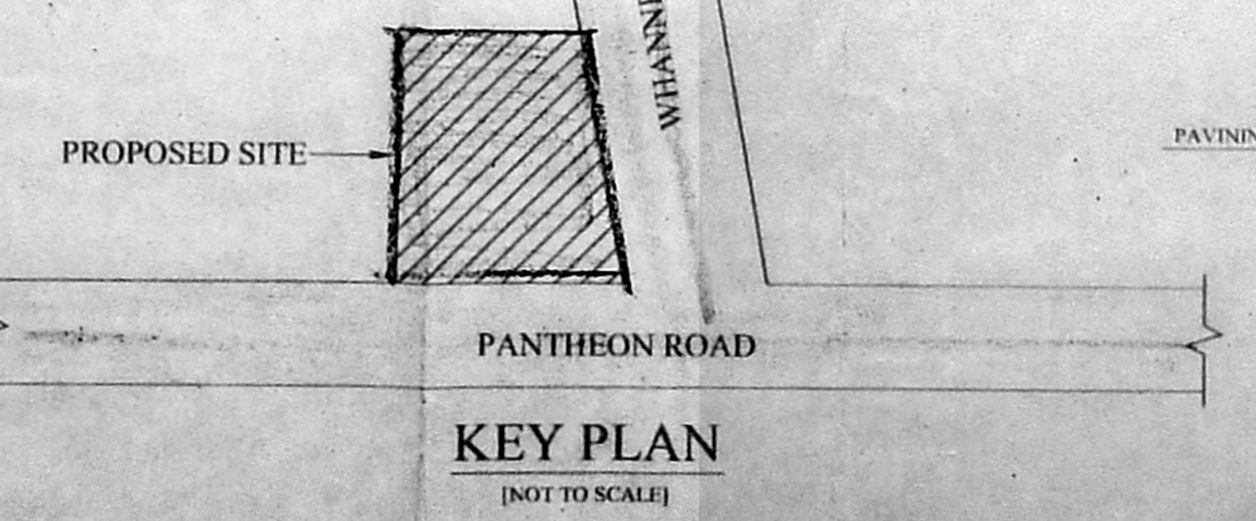 PROPOSED SITE
PANTHEON ROAD
KEY PLAN
[NOT TO SCALE]